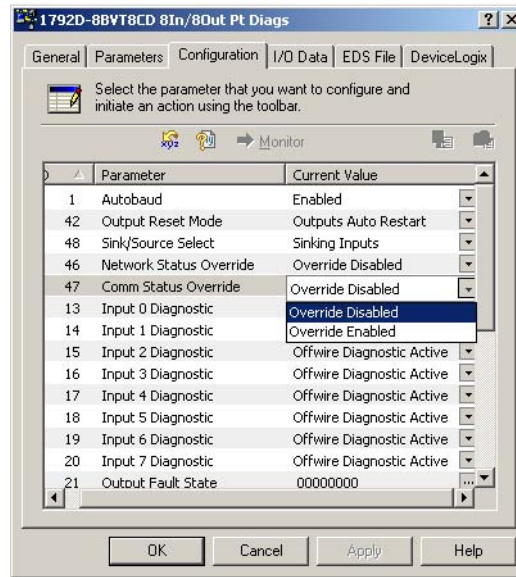 1792D-8BVT8CD 8In/8Out Pt Diags
General Parameters Configuration I/O Data EDS File DeviceLogix
Select the parameter that you want to configure and
initiate an action using the toolbar.
Monitor
Parameter Current Value
1 Autobaud Enabled
42 Output Reset Mode Outputs Auto Restart
48 Sink/Source Select Sinking Inputs
46 Network Status Override Override Disabled
47 Comm Status Override Override Disabled
13 Input 0 Diagnostic Override Disabled
14 Input 1 Diagnostic Override Enabled
15 Input 2 Diagnostic Offwire Diagnostic Active
16 Input 3 Diagnostic Offwire Diagnostic Active
17 Input 4 Diagnostic Offwire Diagnostic Active
18 Input 5 Diagnostic Offwire Diagnostic Active
19 Input 6 Diagnostic Offwire Diagnostic Active
20 Input 7 Diagnostic Offwire Diagnostic Active
21 Output Fault State 00000000 ...
OK Cancel Apply Help